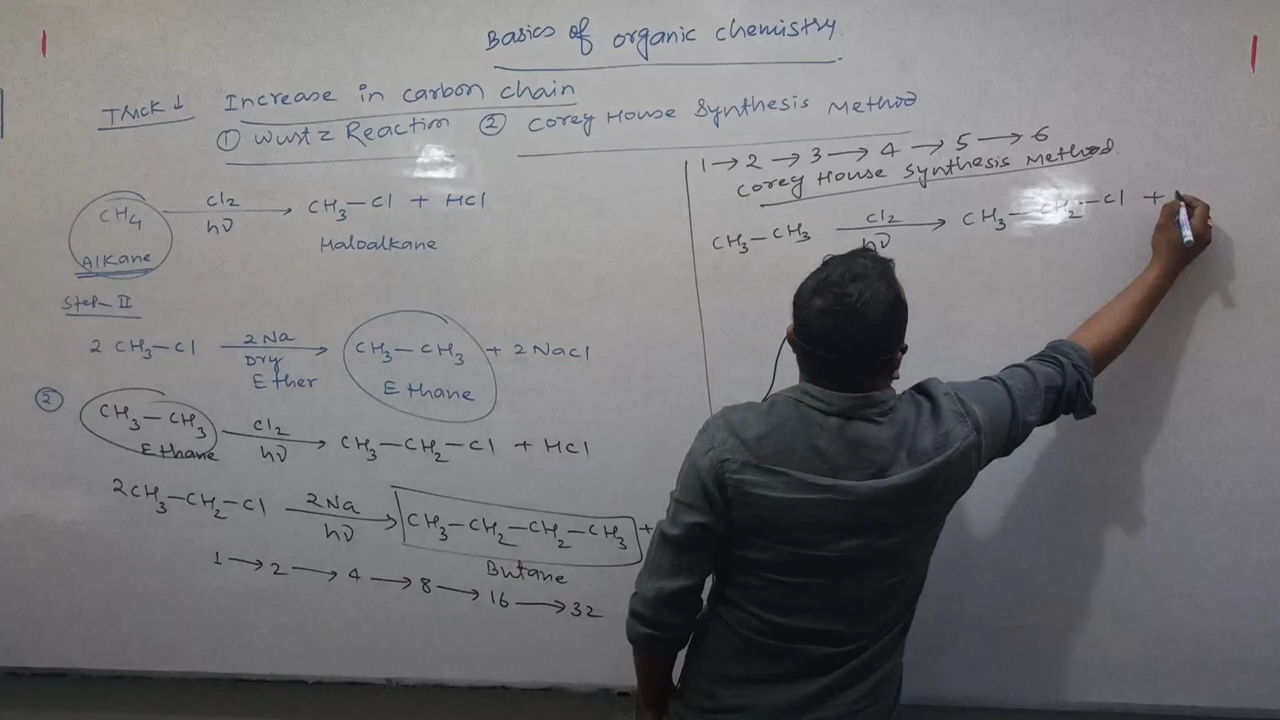 Basics of organic chemistry.
Trick ↓ Increase in carbon chain
① Wurtz Reaction ② Corey House Synthesis Method
CH₄ Cl₂ hν → CH₃–Cl + HCl
Alkane Haloalkane
Step–II
2 CH₃–Cl 2Na Dry Ether → CH₃–CH₃ + 2NaCl
Ethane
② CH₃–CH₃ Cl₂ hν → CH₃–CH₂–Cl + HCl
Ethane
2CH₃–CH₂–Cl 2Na hν → CH₃–CH₂–CH₂–CH₃ +
Butane
1 → 2 → 4 → 8 → 16 → 32
1 → 2 → 3 → 4 → 5 → 6
Corey House Synthesis Method.
CH₃–CH₃ Cl₂ hν → CH₃–CH₂–Cl +